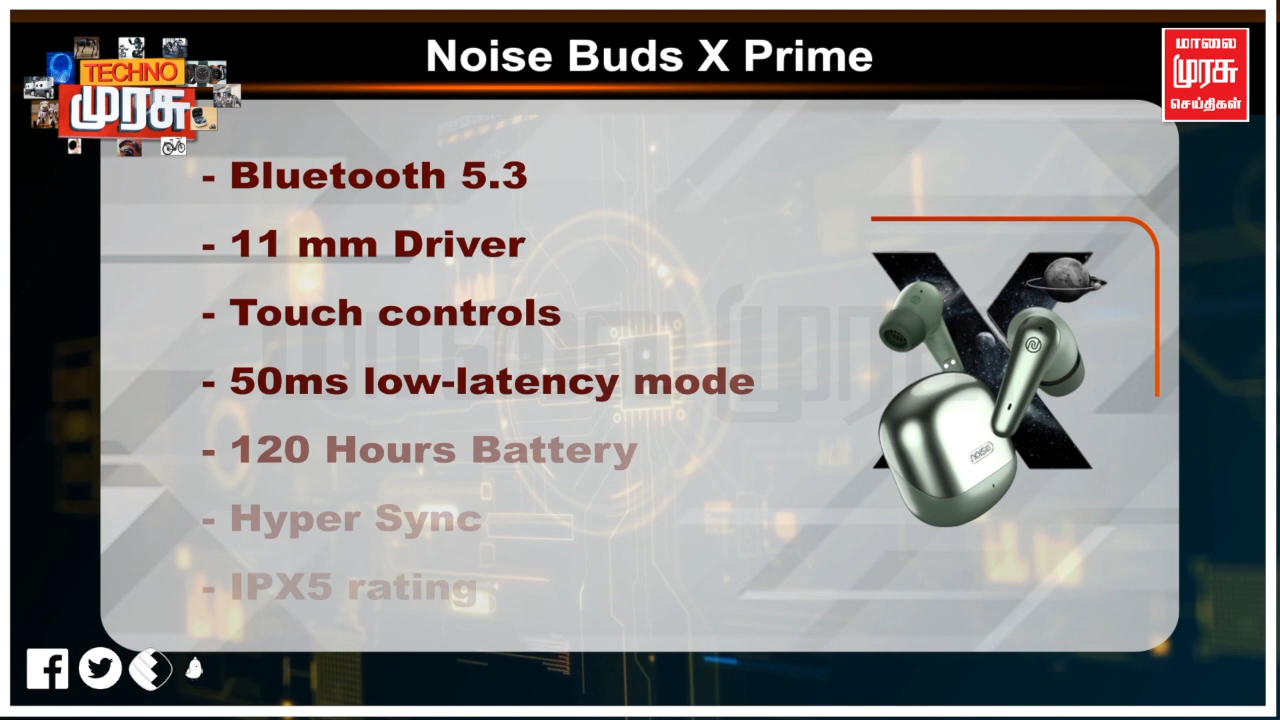 Noise Buds X Prime
TECHNO
முரசு
மாலை
முரசு
செய்திகள்
- Bluetooth 5.3
- 11 mm Driver
- Touch controls
- 50ms low-latency mode
- 120 Hours Battery
- Hyper Sync
- IPX5 rating
மாலை முரசு
X
NOISE